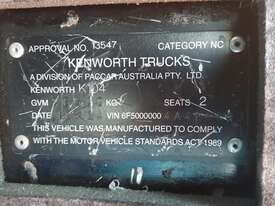 APPROVAL NO. 13547 CATEGORY NC
KENWORTH TRUCKS
A DIVISION OF PACCAR AUSTRALIA PTY. LTD.
KENWORTH K104
GVM KG SEATS 2
DATE VIN 6F5000000
THIS VEHICLE WAS MANUFACTURED TO COMPLY
WITH THE MOTOR VEHICLE STANDARDS ACT 1989